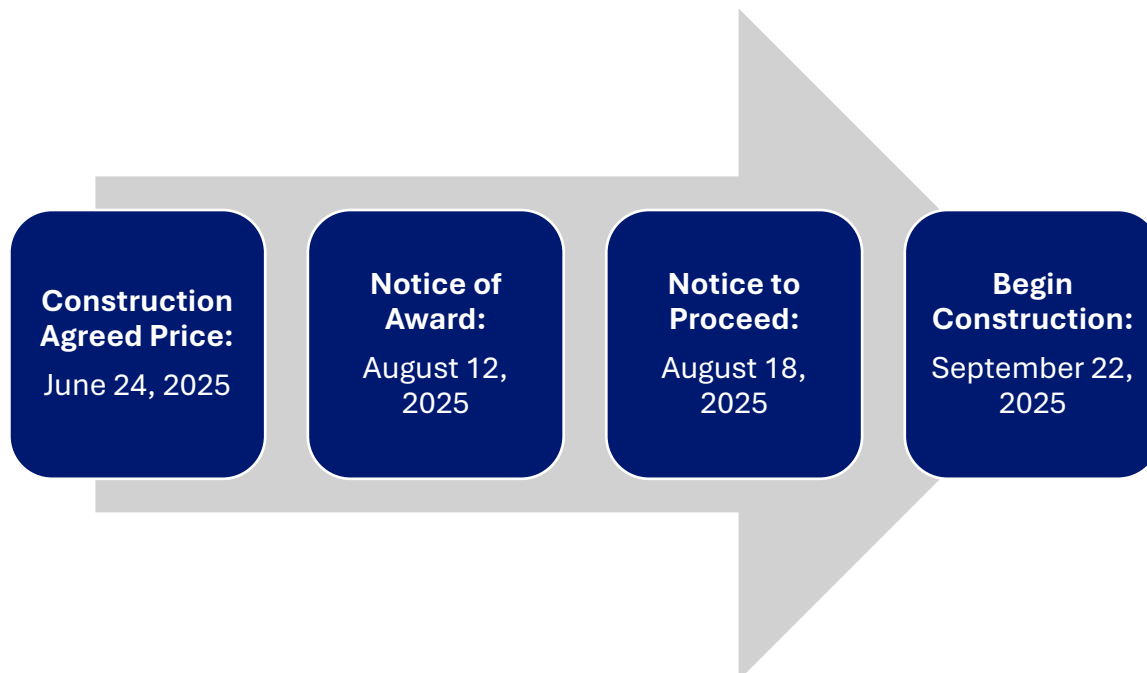 Construction
Agreed Price:
June 24, 2025
Notice of
Award:
August 12,
2025
Notice to
Proceed:
August 18,
2025
Begin
Construction:
September 22,
2025